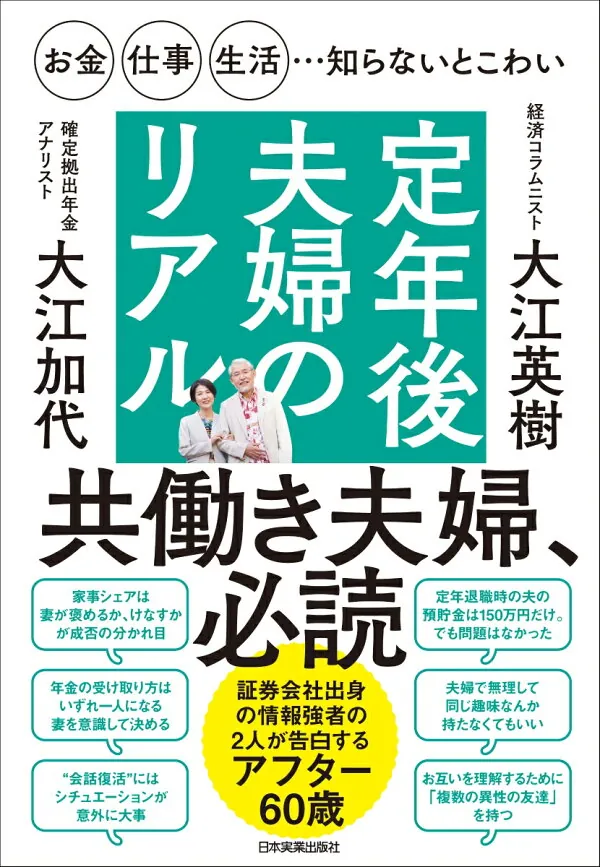 お金 仕事 生活…知らないとこわい
経済コラムニスト
大江英樹
定年後
夫婦の
リアル
確定拠出年金
アナリスト
大江加代
共働き夫婦、
必読
家事シェアは
妻が褒めるか、けなすか
が成否の分かれ目
年金の受け取り方は
いずれ一人になる
妻を意識して決める
“会話復活”には
シチュエーションが
意外に大事
証券会社出身
の情報強者の
2人が告白する
アフター
60歳
定年退職時の夫の
預貯金は150万円だけ。
でも問題はなかった
夫婦で無理して
同じ趣味なんか
持たなくてもいい
お互いを理解するために
「複数の異性の友達」
を持つ
日本実業出版社